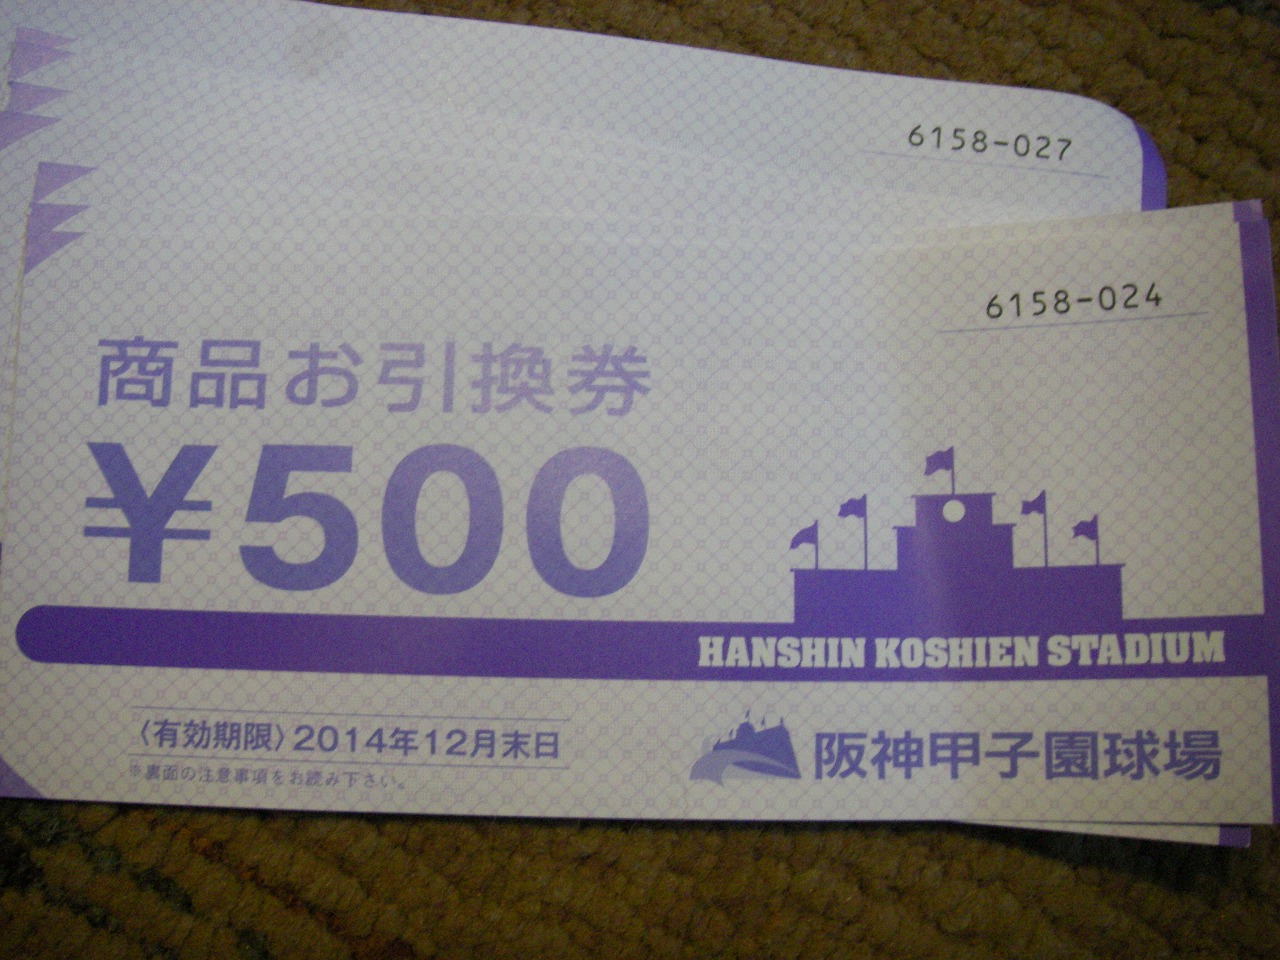 6158-027
6158-024
商品お引換券
¥500
HANSHIN KOSHIEN STADIUM
〈有効期限〉2014年12月末日
※裏面の注意事項をお読み下さい。
阪神甲子園球場